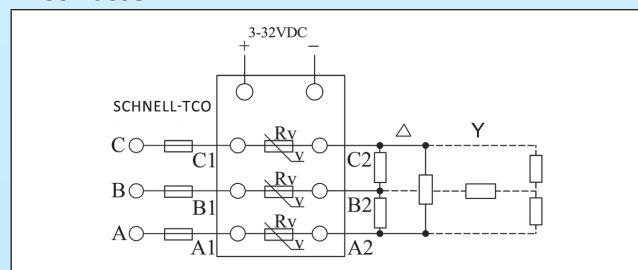 3-32VDC
+ −
SCHNELL-TCO
Rv
C C1 v C2 △ Y
Rv
B B1 v B2
Rv
A A1 v A2